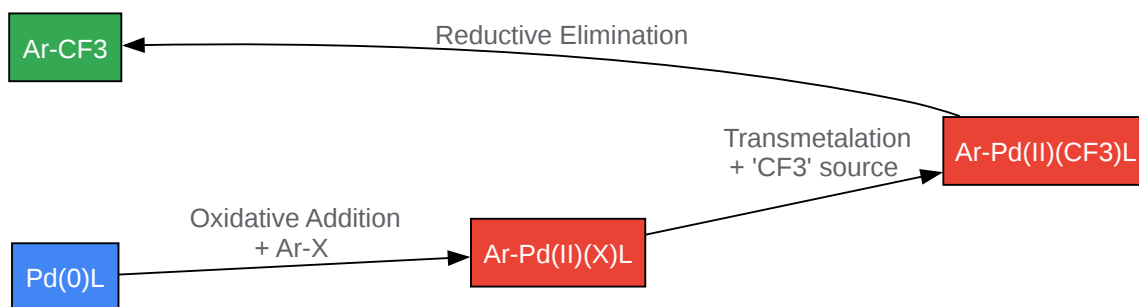 Ar-CF3
Reductive Elimination
Transmetalation
+ 'CF3' source
Ar-Pd(II)(CF3)L
Oxidative Addition
+ Ar-X
Ar-Pd(II)(X)L
Pd(0)L